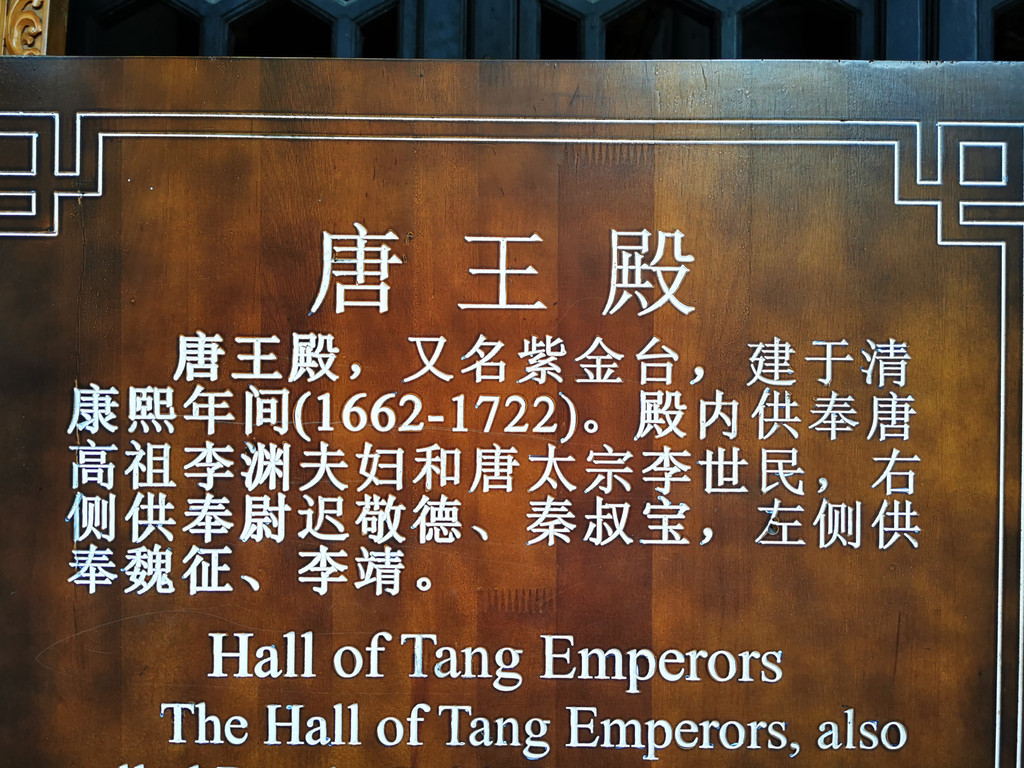 唐王殿
唐王殿，又名紫金台，建于清
康熙年间(1662-1722)。殿内供奉唐
高祖李渊夫妇和唐太宗李世民，右
侧供奉尉迟敬德、秦叔宝，左侧供
奉魏征、李靖。
Hall of Tang Emperors
The Hall of Tang Emperors, also